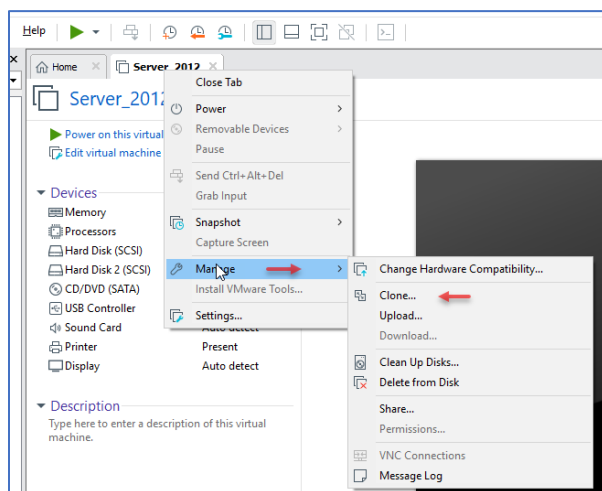 Help
Home
Server_2012
Server_201
Power on this virtual
Edit virtual machine
Devices
Memory
Processors
Hard Disk (SCSI)
Hard Disk 2 (SCSI)
CD/DVD (SATA)
USB Controller
Sound Card
Auto detect
Printer
Present
Display
Auto detect
Description
Type here to enter a description of this virtual
machine.
Close Tab
Power
Removable Devices
Pause
Send Ctrl+Alt+Del
Grab Input
Snapshot
Capture Screen
Manage
Install VMware Tools...
Settings...
Change Hardware Compatibility...
Clone...
Upload...
Download...
Clean Up Disks...
Delete from Disk
Share...
Permissions...
VNC Connections
Message Log